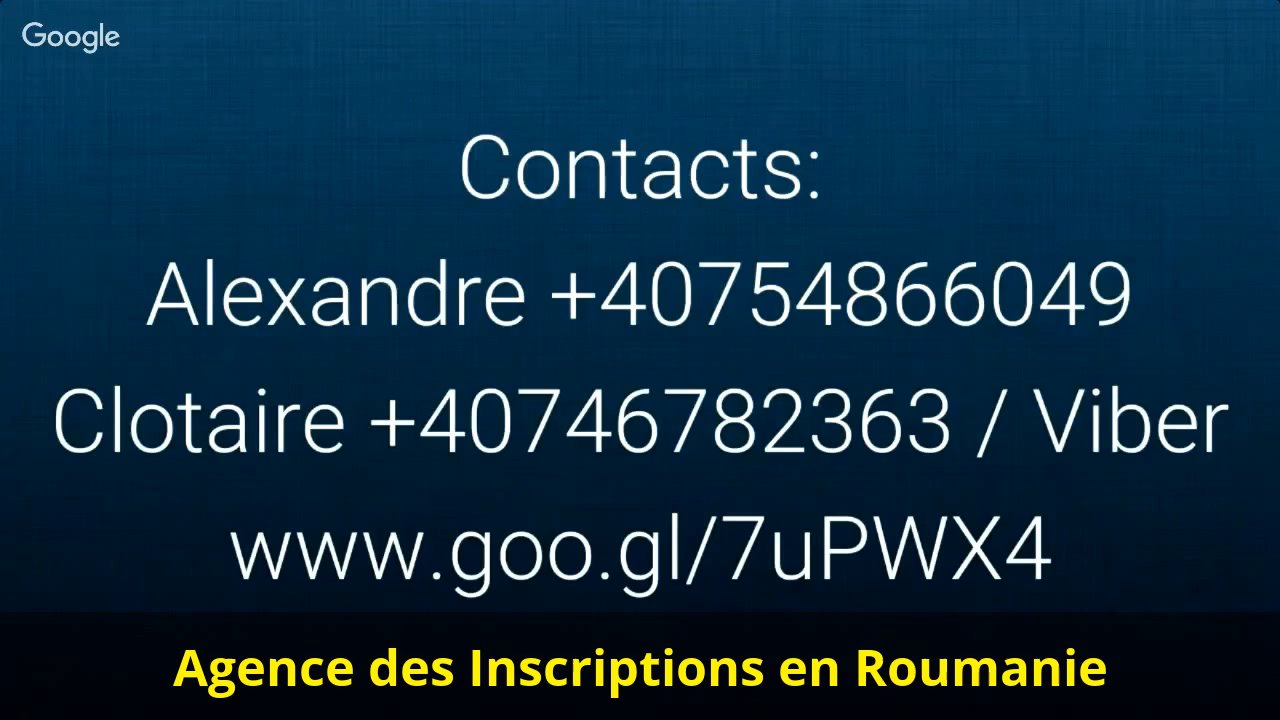 Google
Contacts:
Alexandre +40754866049
Clotaire +40746782363 / Viber
www.goo.gl/7uPWX4
Agence des Inscriptions en Roumanie